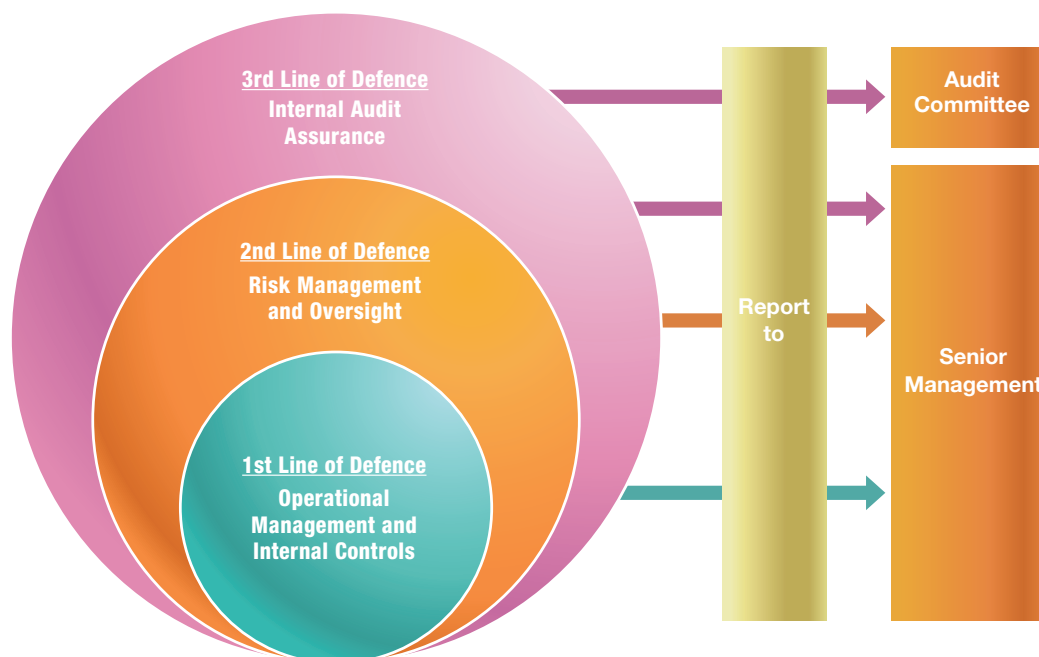 3rd Line of Defence
Internal Audit
Assurance
2nd Line of Defence
Risk Management
and Oversight
1st Line of Defence
Operational
Management and
Internal Controls
Report
to
Audit
Committee
Senior
Management